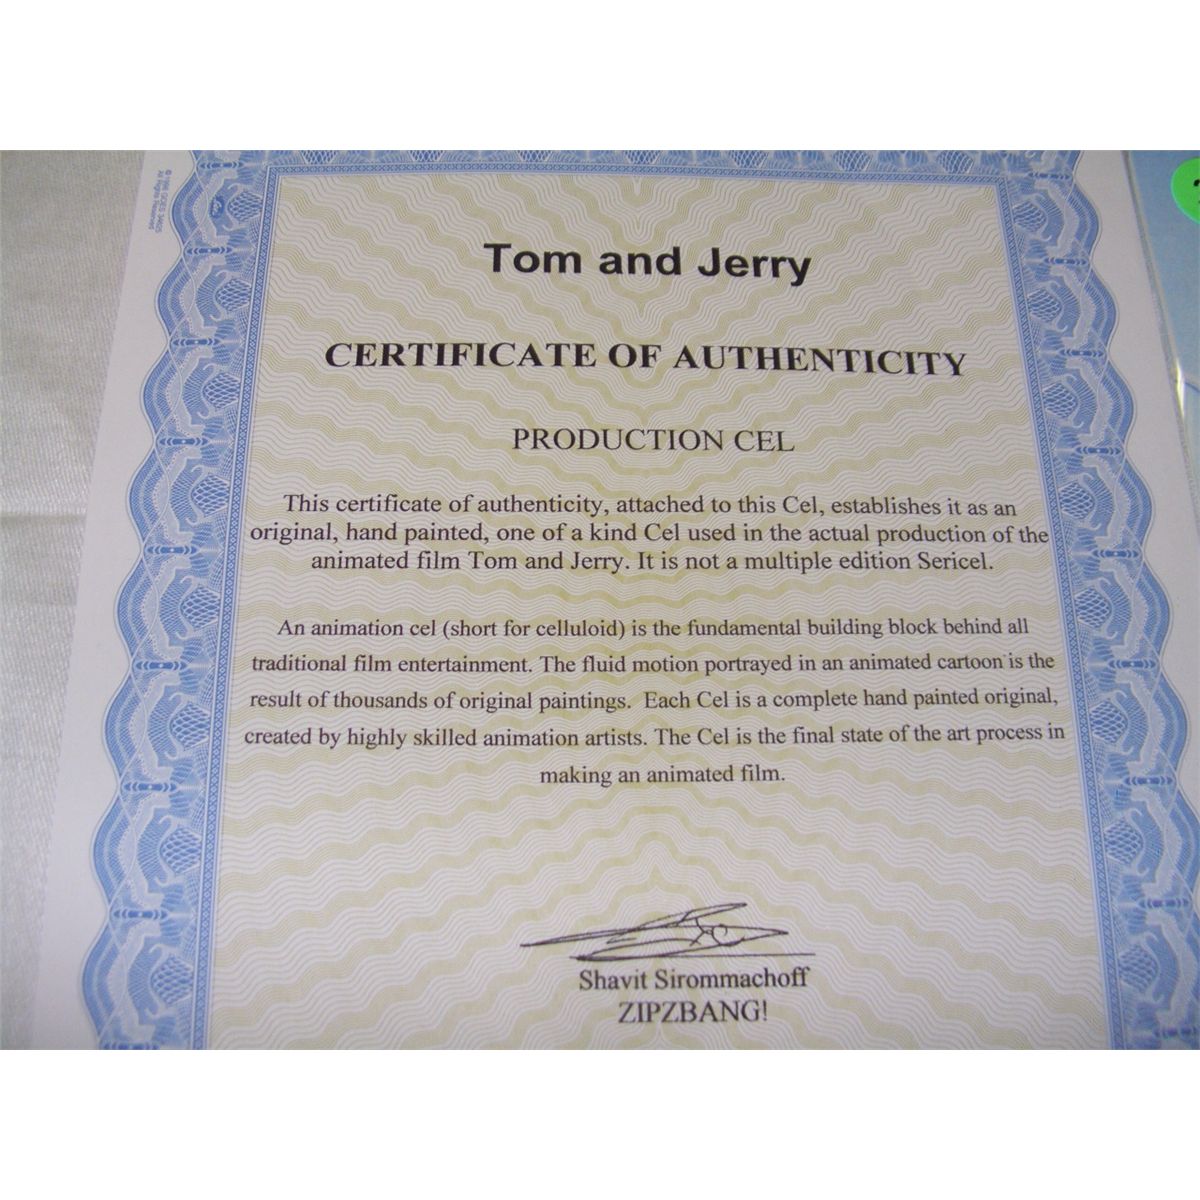 Tom and Jerry
CERTIFICATE OF AUTHENTICITY
PRODUCTION CEL
This certificate of authenticity, attached to this Cel, establishes it as an
original, hand painted, one of a kind Cel used in the actual production of the
animated film Tom and Jerry. It is not a multiple edition Sericel.
An animation cel (short for celluloid) is the fundamental building block behind all
traditional film entertainment. The fluid motion portrayed in an animated cartoon is the
result of thousands of original paintings. Each Cel is a complete hand painted original,
created by highly skilled animation artists. The Cel is the final state of the art process in
making an animated film.
Shavit Sirommachoff
ZIPZBANG!
All Rights Reserved